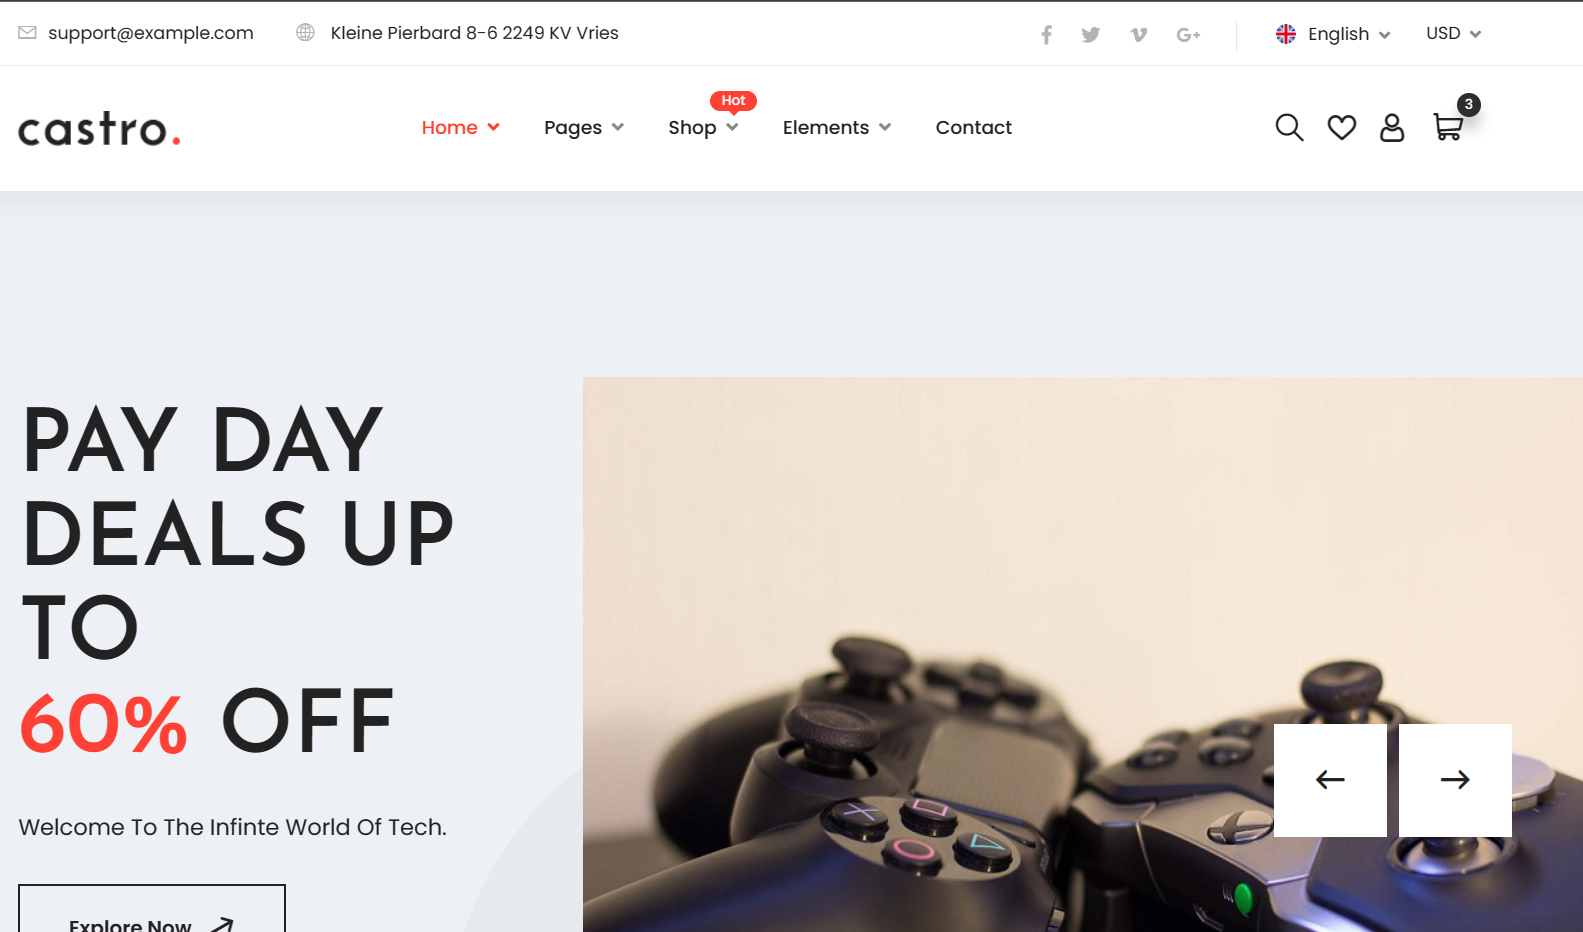 support@example.com
Kleine Pierbard 8-6 2249 KV Vries
English
USD
castro.
Home
Pages
Hot
Shop
Elements
Contact
3
PAY DAY
DEALS UP
TO
60% OFF
Welcome To The Infinte World Of Tech.
Explore Now